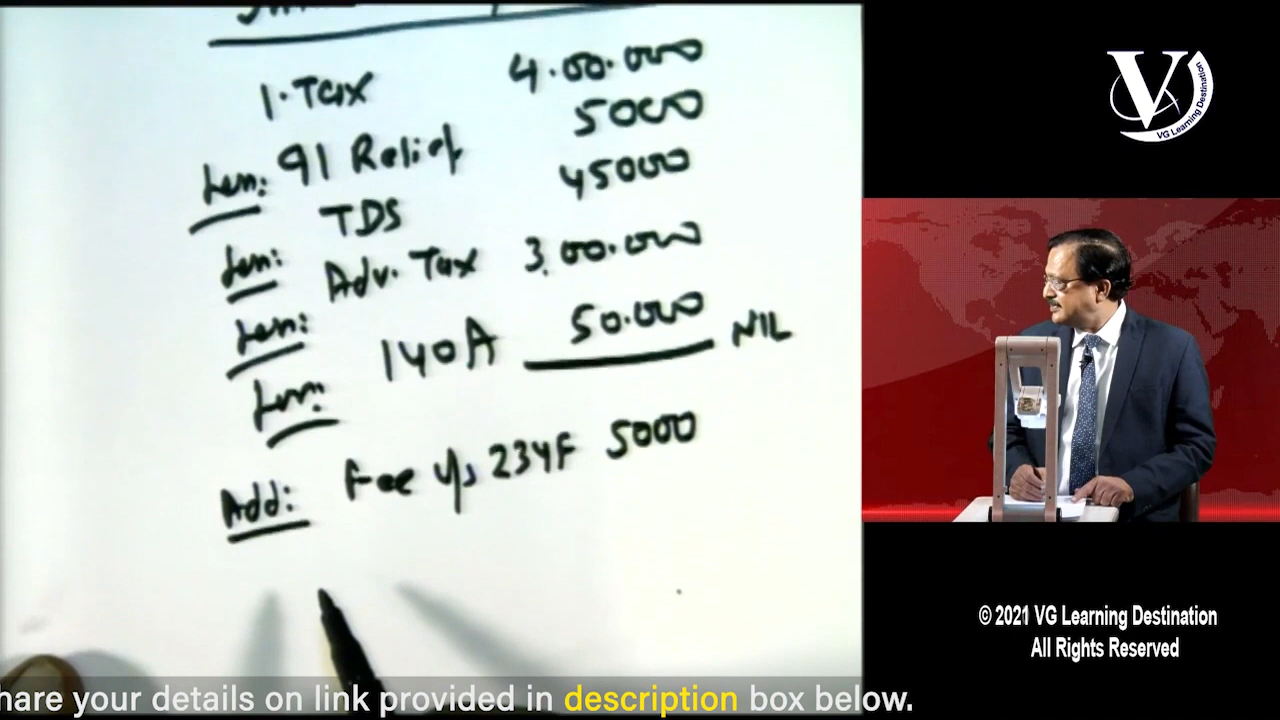 1. Tax 4.00.000
Less: 91 Relief 5000
Less: TDS 45000
Less: Adv. Tax 3.00.000
Less: 140A 50.000 NIL
Add: Fee u/s 234F 5000
V
VG Learning Destination
© 2021 VG Learning Destination
All Rights Reserved
hare your details on link provided in description box below.